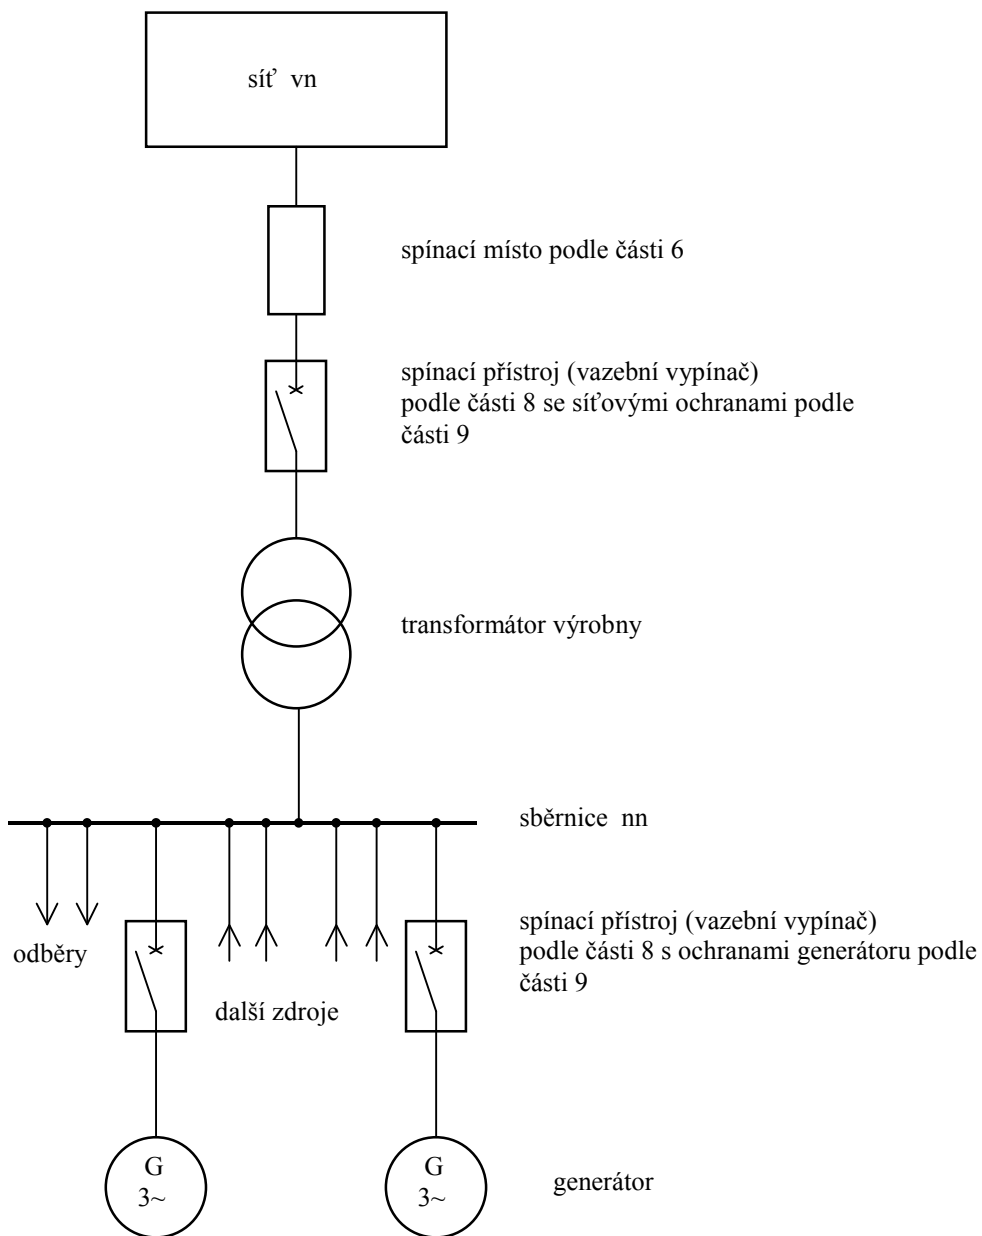 síť vn
spínací místo podle části 6
spínací přístroj (vazební vypínač)
podle části 8 se síťovými ochranami podle
části 9
transformátor výrobny
sběrnice nn
spínací přístroj (vazební vypínač)
podle části 8 s ochranami generátoru podle
části 9
odběry
další zdroje
G
3~
G
3~
generátor